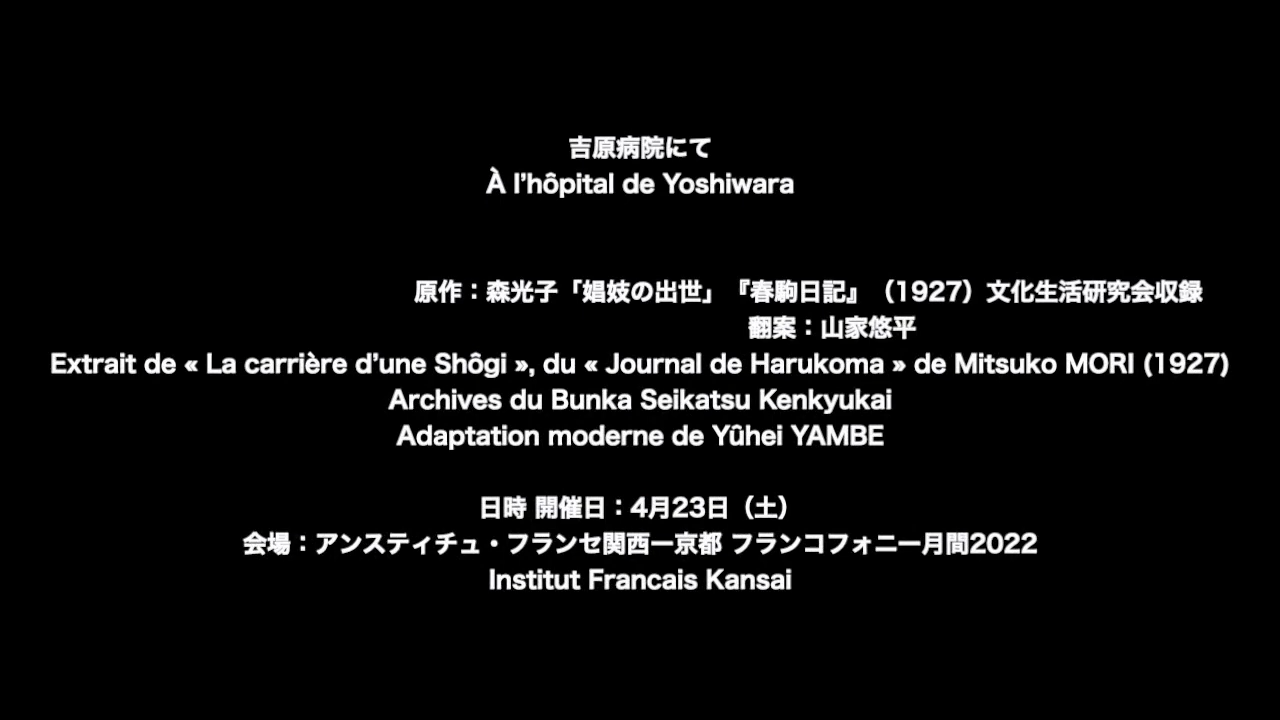 吉原病院にて
À l’hôpital de Yoshiwara
原作：森光子「娼妓の出世」『春駒日記』（1927）文化生活研究会収録
翻案：山家悠平
Extrait de « La carrière d’une Shôgi », du « Journal de Harukoma » de Mitsuko MORI (1927)
Archives du Bunka Seikatsu Kenkyukai
Adaptation moderne de Yûhei YAMBE
日時 開催日：4月23日（土）
会場：アンスティチュ・フランセ関西ー京都 フランコフォニー月間2022
Institut Francais Kansai